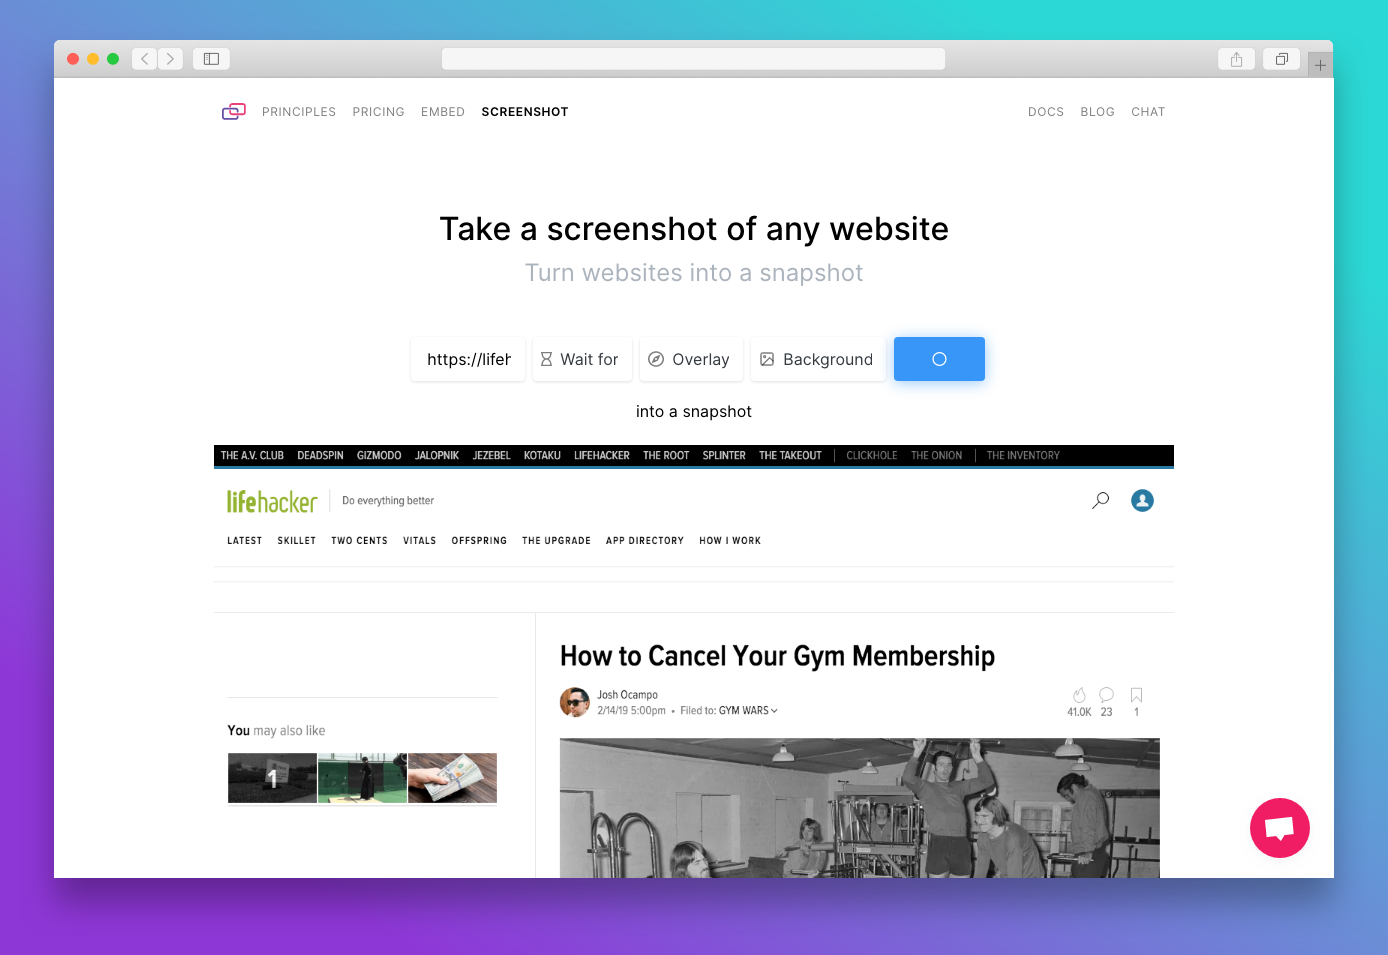 PRINCIPLES PRICING EMBED SCREENSHOT DOCS BLOG CHAT
Take a screenshot of any website
Turn websites into a snapshot
https://lifeh Wait for Overlay Background
into a snapshot
THE A.V. CLUB DEADSPIN GIZMODO JALOPNIK JEZEBEL KOTAKU LIFEHACKER THE ROOT SPLINTER THE TAKEOUT CLICKHOLE THE ONION THE INVENTORY
lifehacker Do everything better
LATEST SKILLET TWO CENTS VITALS OFFSPRING THE UPGRADE APP DIRECTORY HOW I WORK
How to Cancel Your Gym Membership
Josh Ocampo
2/14/19 5:00pm • Filed to: GYM WARS
41.0K 23 1
You may also like
1